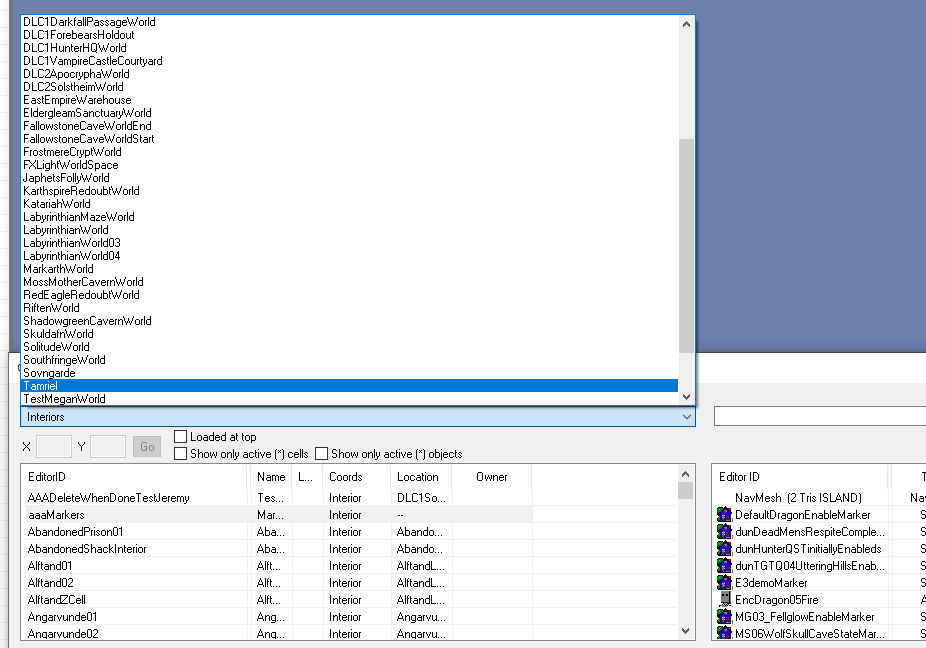 DLC1DarkfallPassageWorld
DLC1ForebearsHoldout
DLC1HunterHQWorld
DLC1VampireCastleCourtyard
DLC2ApocryphaWorld
DLC2SolstheimWorld
EastEmpireWarehouse
EldergleamSanctuaryWorld
FallowstoneCaveWorldEnd
FallowstoneCaveWorldStart
FrostmereCryptWorld
FXLightWorldSpace
JaphetsFollyWorld
KarthspireRedoubtWorld
KatariahWorld
LabyrinthianMazeWorld
LabyrinthianWorld
LabyrinthianWorld03
LabyrinthianWorld04
MarkarthWorld
MossMotherCavernWorld
RedEagleRedoubtWorld
RiftenWorld
ShadowgreenCavernWorld
SkuldafnWorld
SolitudeWorld
SouthfringeWorld
Sovngarde
Tamriel
TestMeganWorld
Interiors
X Y Go Loaded at top
Show only active (*) cells Show only active (*) objects
EditorID Name L... Coords Location Owner
AAADeleteWhenDoneTestJeremy Tes... Interior DLC1So...
aaaMarkers Mar... Interior --
AbandonedPrison01 Aba... Interior Abando...
AbandonedShackInterior Aba... Interior Abando...
Alftand01 Alft... Interior AlftandL...
Alftand02 Alft... Interior AlftandL...
AlftandZCell Alft... Interior AlftandL...
Angarvunde01 Ang... Interior Angarvu...
Angarvunde02 Ang... Interior Angarvu...
Editor ID T
NavMesh (2 Tris ISLAND) Na
DefaultDragonEnableMarker S
dunDeadMensRespiteComple... S
dunHunterQSTinitiallyEnableds S
dunTGTQ04UtteringHillsEnab... S
E3demoMarker S
EncDragon05Fire A
MG03_FellglowEnableMarker S
MS06WolfSkullCaveStateMar... S